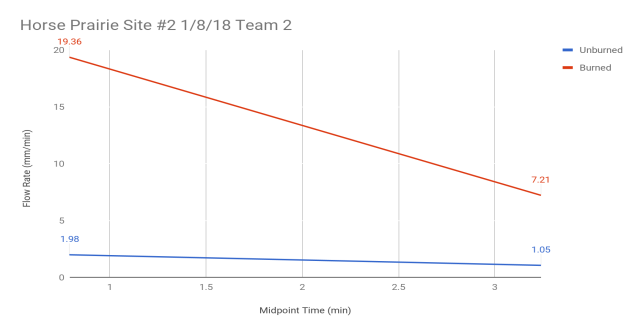 Horse Prairie Site #2 1/8/18 Team 2
Unburned
Burned
19.36
7.21
1.98
1.05
20
15
10
5
0
Flow Rate (mm/min)
1
1.5
2
2.5
3
Midpoint Time (min)